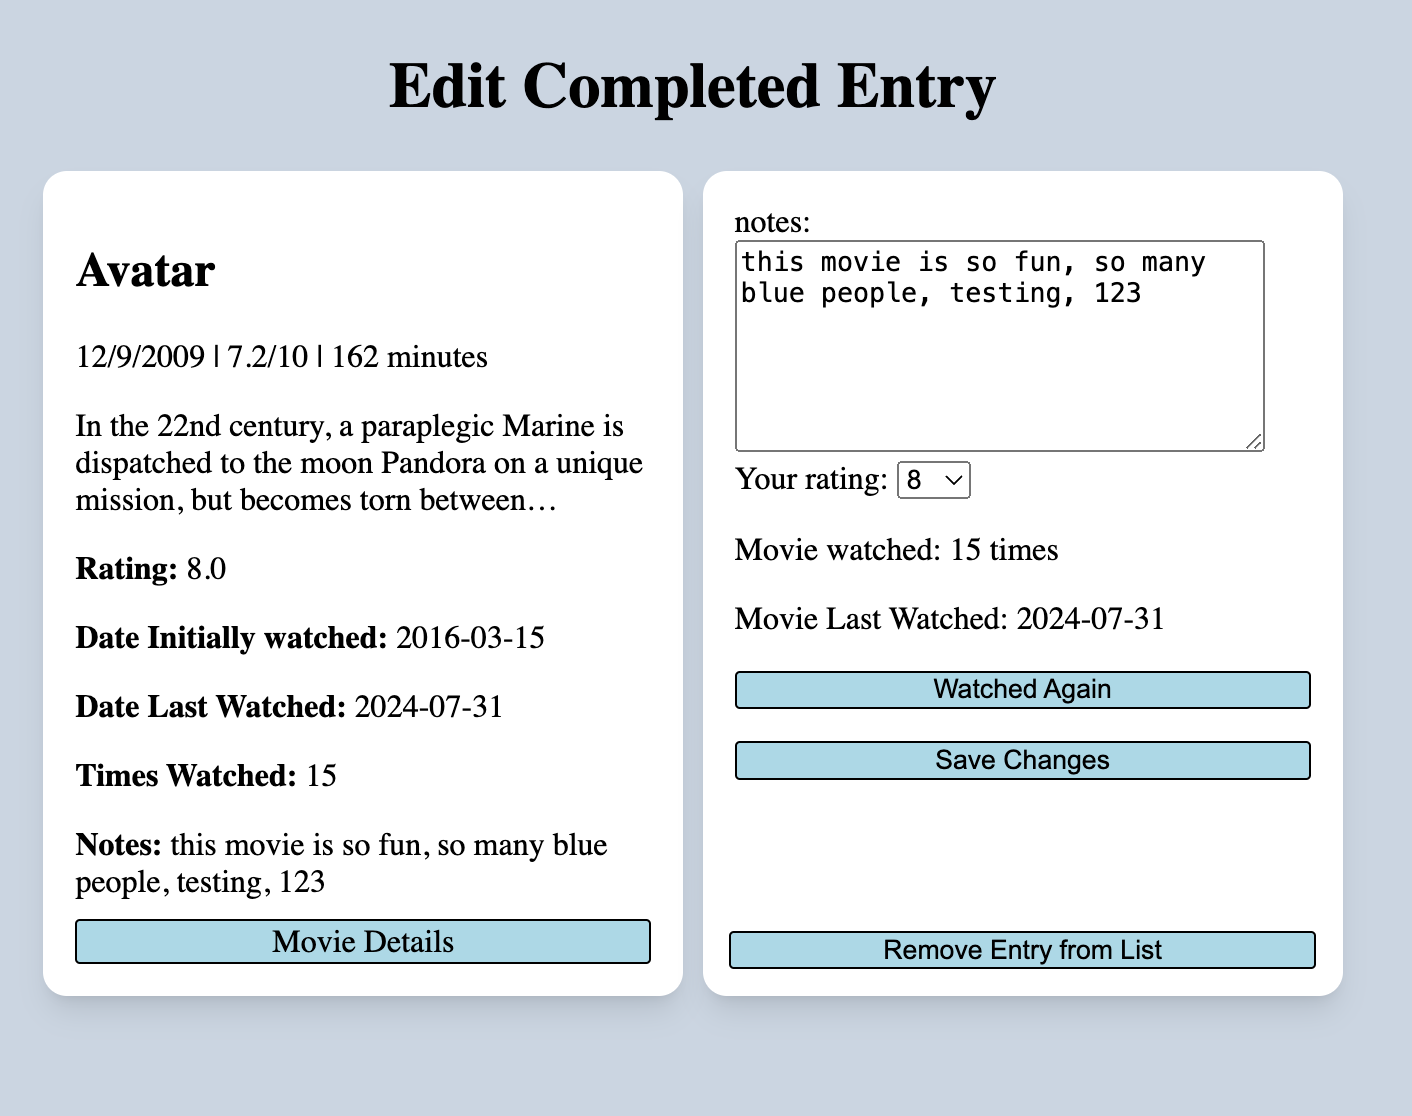 Edit Completed Entry
Avatar
12/9/2009 | 7.2/10 | 162 minutes
In the 22nd century, a paraplegic Marine is
dispatched to the moon Pandora on a unique
mission, but becomes torn between…
Rating: 8.0
Date Initially watched: 2016-03-15
Date Last Watched: 2024-07-31
Times Watched: 15
Notes: this movie is so fun, so many blue
people, testing, 123
Movie Details
notes:
this movie is so fun, so many
blue people, testing, 123
Your rating: 8
Movie watched: 15 times
Movie Last Watched: 2024-07-31
Watched Again
Save Changes
Remove Entry from List